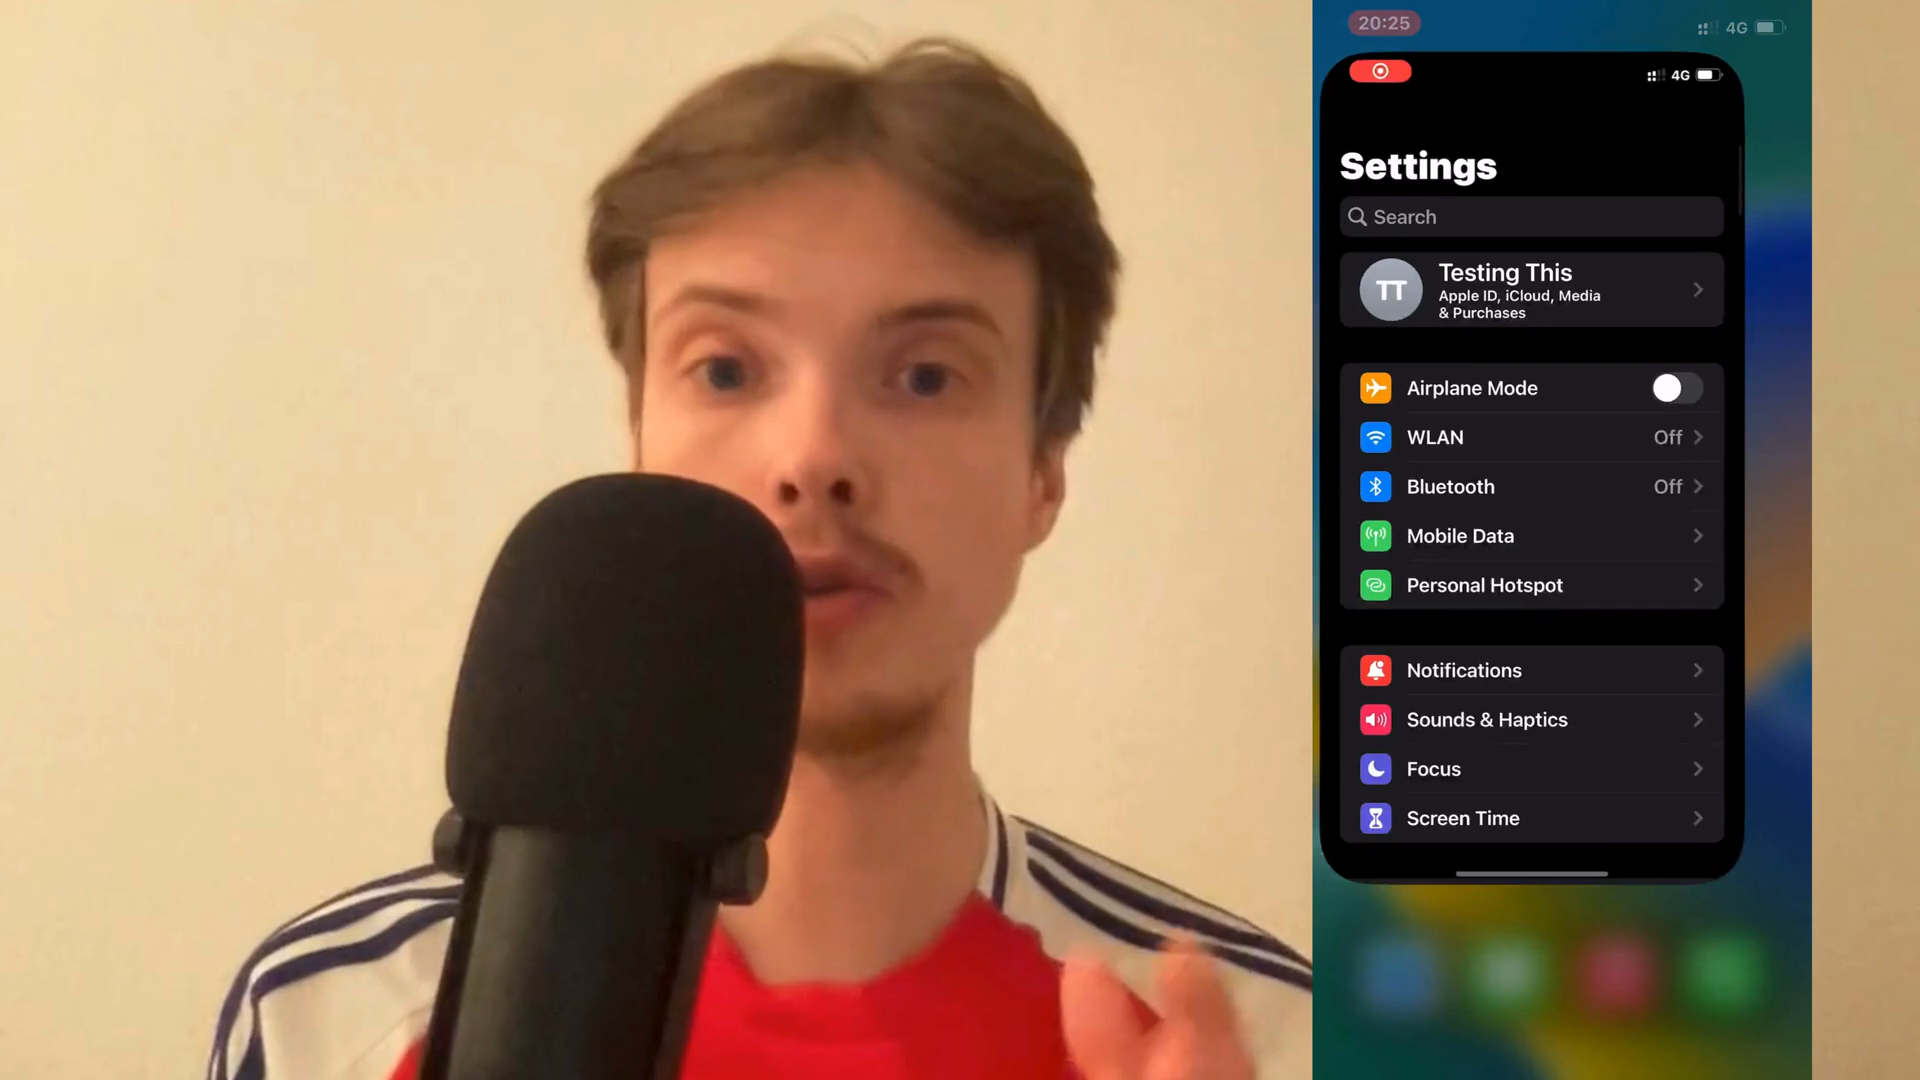 20:25
4G
4G
Settings
Search
TT
Testing This
Apple ID, iCloud, Media
& Purchases
Airplane Mode
WLAN Off
Bluetooth Off
Mobile Data
Personal Hotspot
Notifications
Sounds & Haptics
Focus
Screen Time